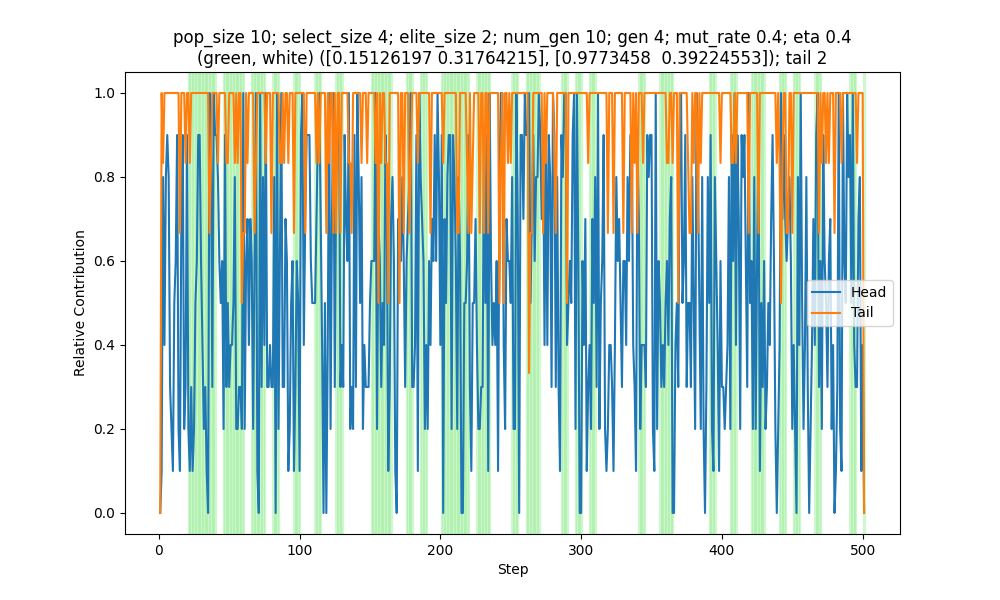 pop_size 10; select_size 4; elite_size 2; num_gen 10; gen 4; mut_rate 0.4; eta 0.4
(green, white) ([0.15126197 0.31764215], [0.9773458  0.39224553]); tail 2
1.0
0.8
0.6
0.4
0.2
0.0
Relative Contribution
Head
Tail
0
100
200
300
400
500
Step